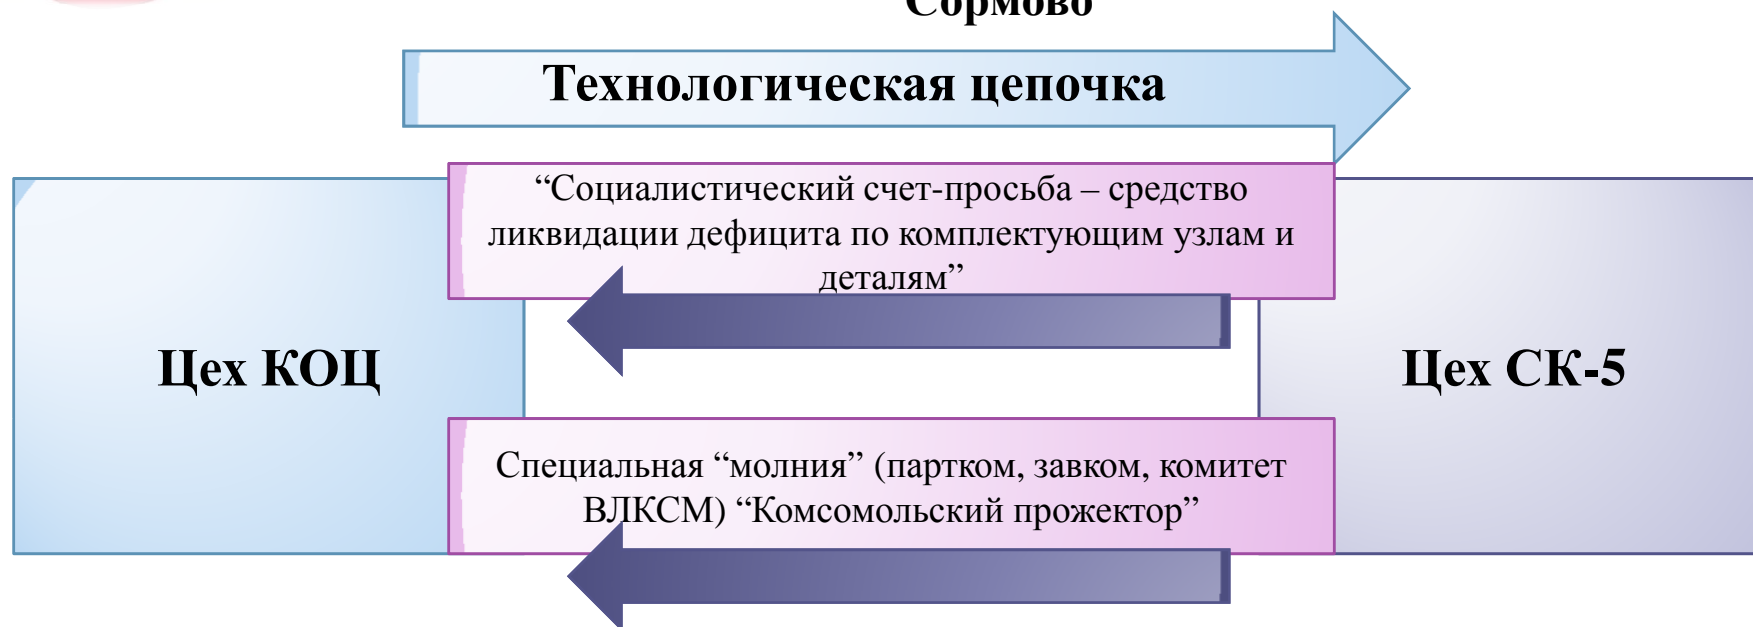 Сормово
Технологическая цепочка
“Социалистический счет-просьба – средство
ликвидации дефицита по комплектующим узлам и
деталям”
Цех КОЦ
Цех СК-5
Специальная “молния” (партком, завком, комитет
ВЛКСМ) “Комсомольский прожектор”